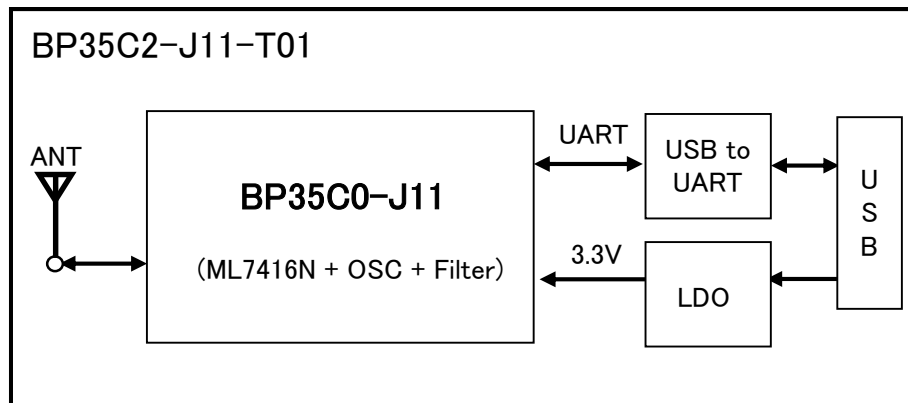 BP35C2-J11-T01
ANT
BP35C0-J11
(ML7416N + OSC + Filter)
UART
3.3V
USB to
UART
LDO
U
S
B